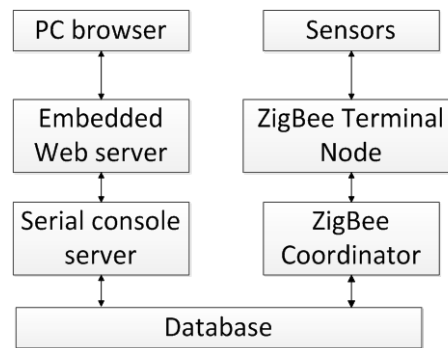 PC browser
Embedded
Web server
Serial console
server
Sensors
ZigBee Terminal
Node
ZigBee
Coordinator
Database